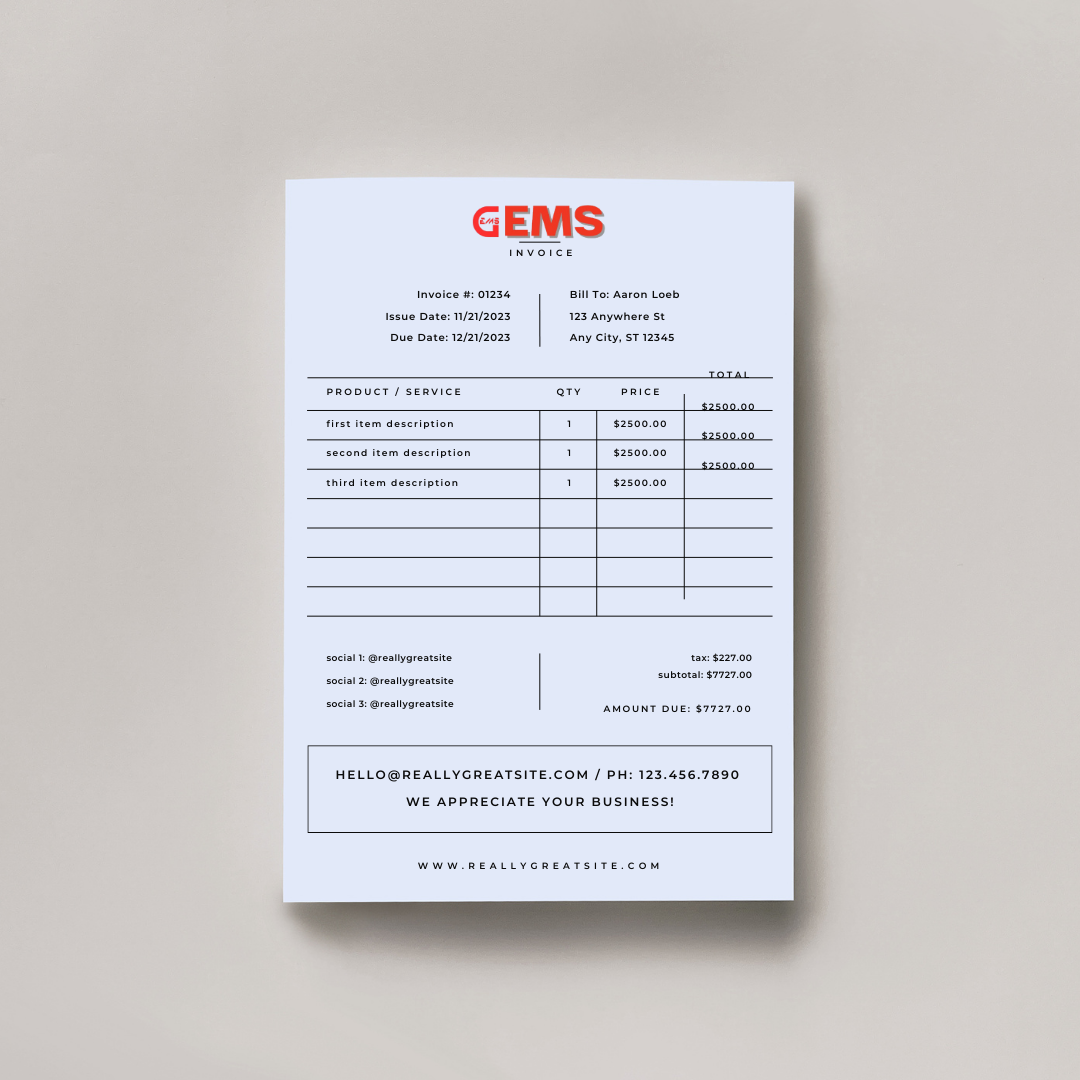 GEMS EMS
INVOICE
Invoice #: 01234
Issue Date: 11/21/2023
Due Date: 12/21/2023
Bill To: Aaron Loeb
123 Anywhere St
Any City, ST 12345
PRODUCT / SERVICE QTY PRICE TOTAL
first item description 1 $2500.00 $2500.00
second item description 1 $2500.00 $2500.00
third item description 1 $2500.00 $2500.00
social 1: @reallygreatsite
social 2: @reallygreatsite
social 3: @reallygreatsite
tax: $227.00
subtotal: $7727.00
AMOUNT DUE: $7727.00
HELLO@REALLYGREATSITE.COM / PH: 123.456.7890
WE APPRECIATE YOUR BUSINESS!
WWW.REALLYGREATSITE.COM